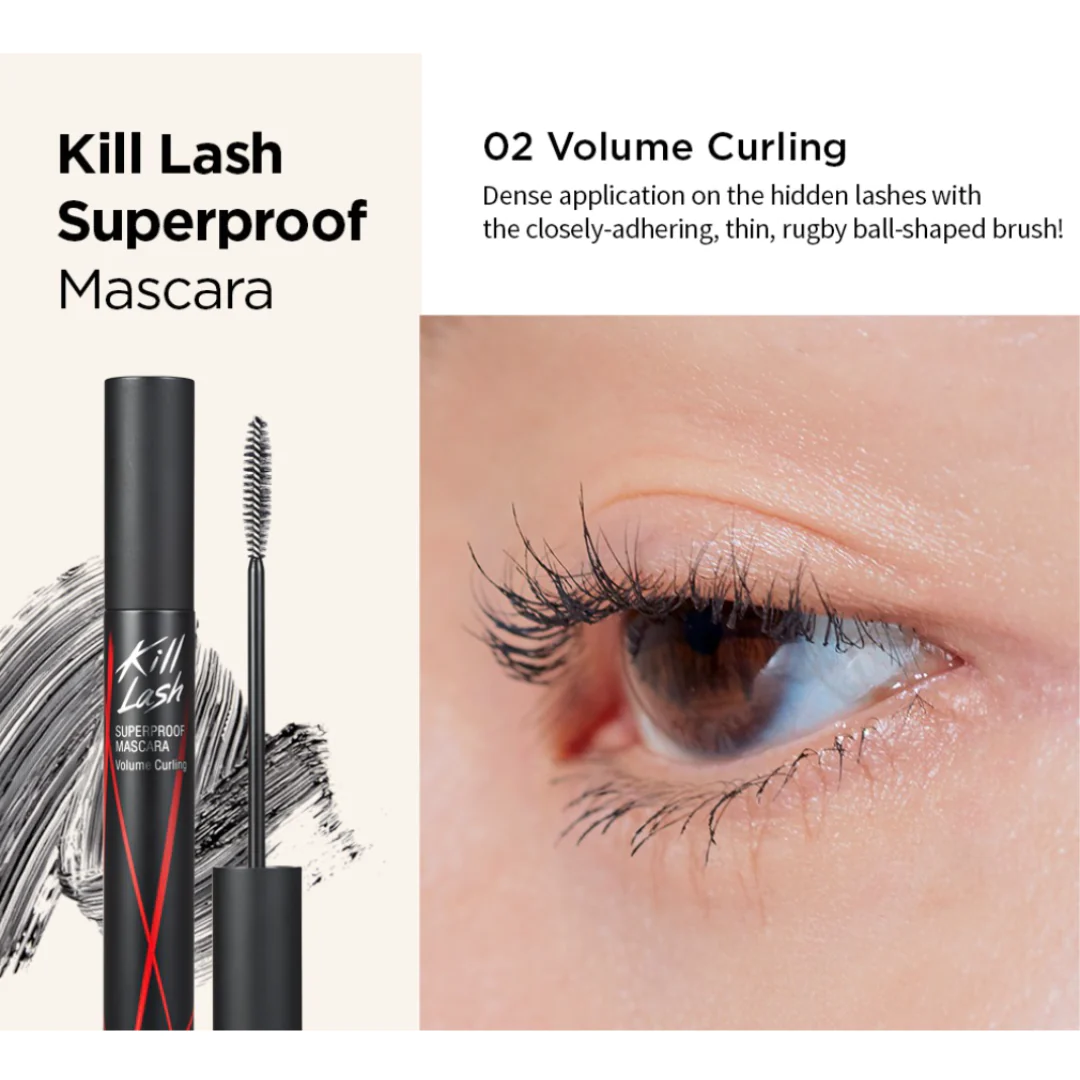 Kill Lash
Superproof
Mascara
02 Volume Curling
Dense application on the hidden lashes with
the closely-adhering, thin, rugby ball-shaped brush!
Kill
Lash
SUPERPROOF
MASCARA
Volume Curling